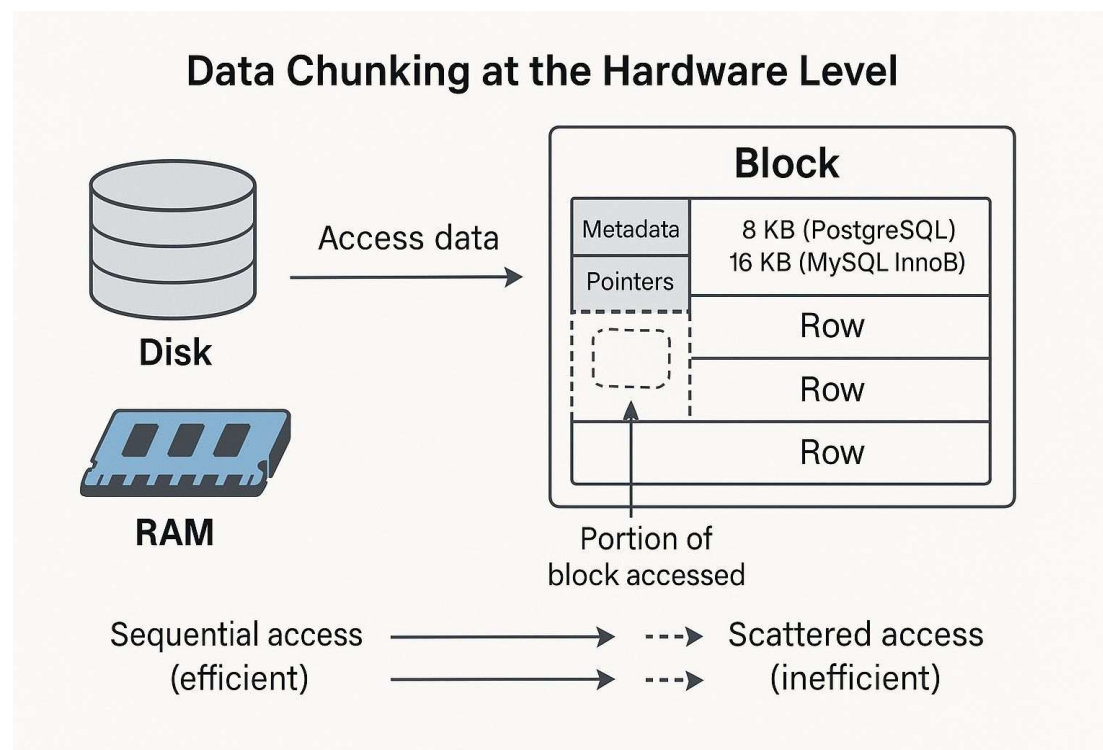 Data Chunking at the Hardware Level
Disk
Access data
RAM
Block
Metadata
Pointers
8 KB (PostgreSQL)
16 KB (MySQL InnoB)
Row
Row
Row
Portion of
block accessed
Sequential access
(efficient)
Scattered access
(inefficient)